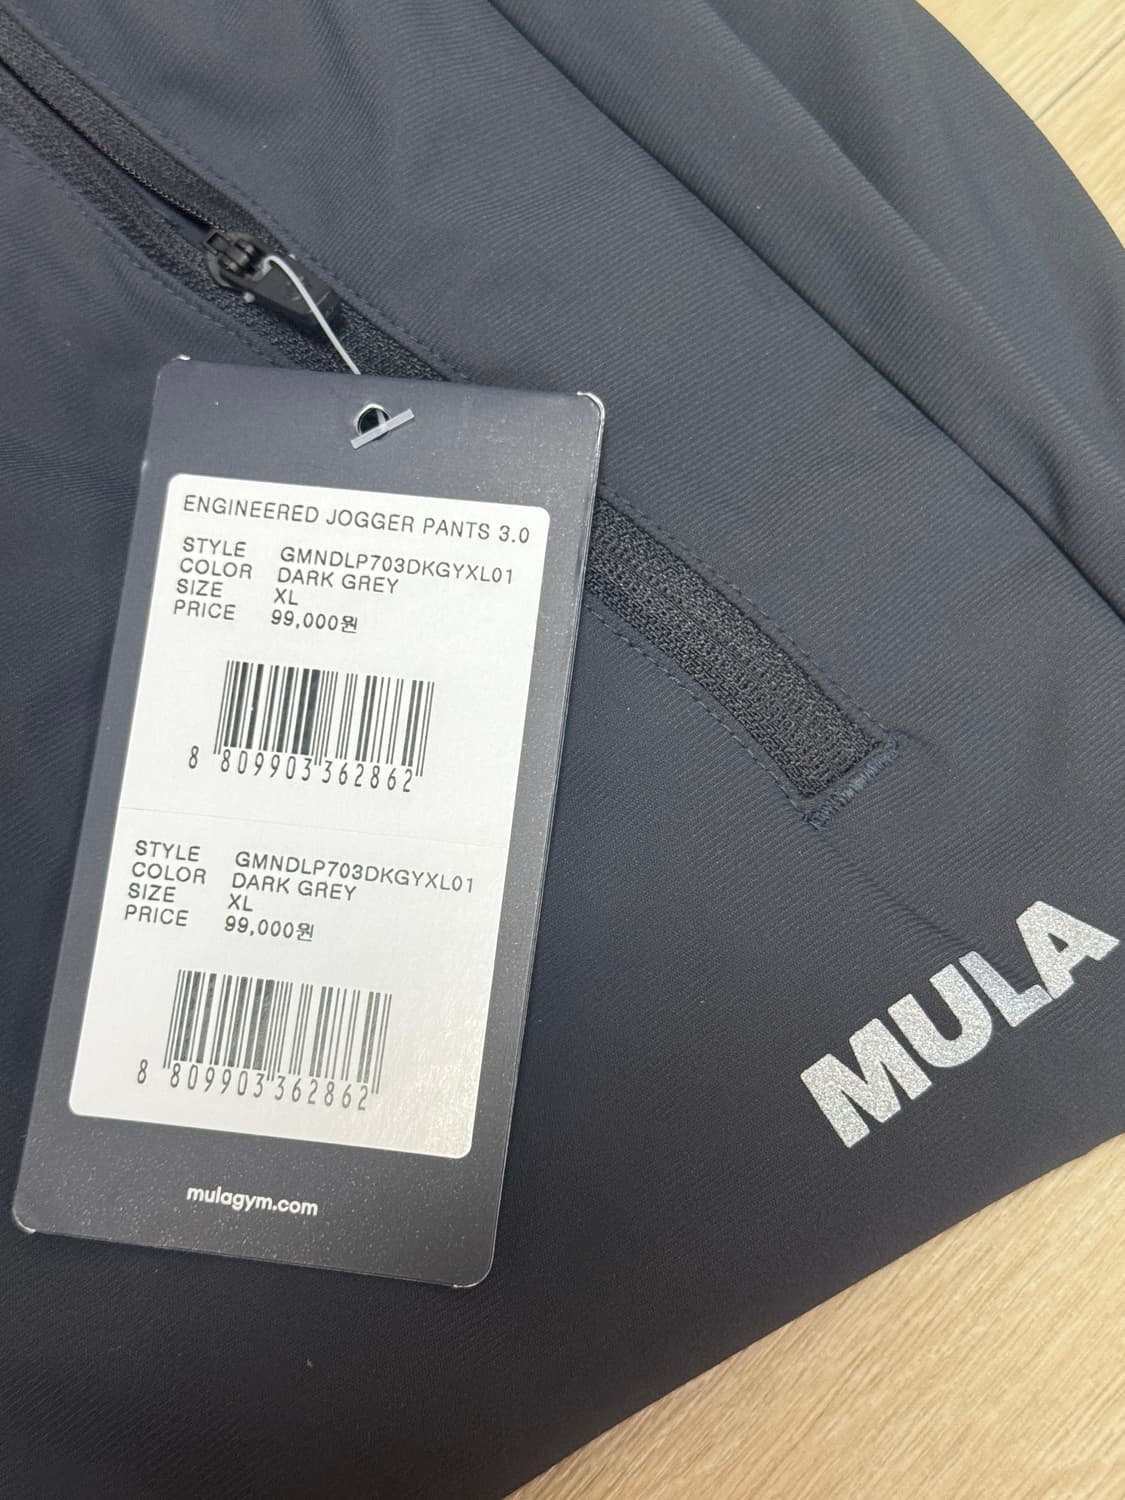 ENGINEERED JOGGER PANTS 3.0
STYLE GMNDLP703DKGYXL01
COLOR DARK GREY
SIZE XL
PRICE 99,000원
8 809903 362862
STYLE GMNDLP703DKGYXL01
COLOR DARK GREY
SIZE XL
PRICE 99,000원
8 809903 362862
mulagym.com
MULA